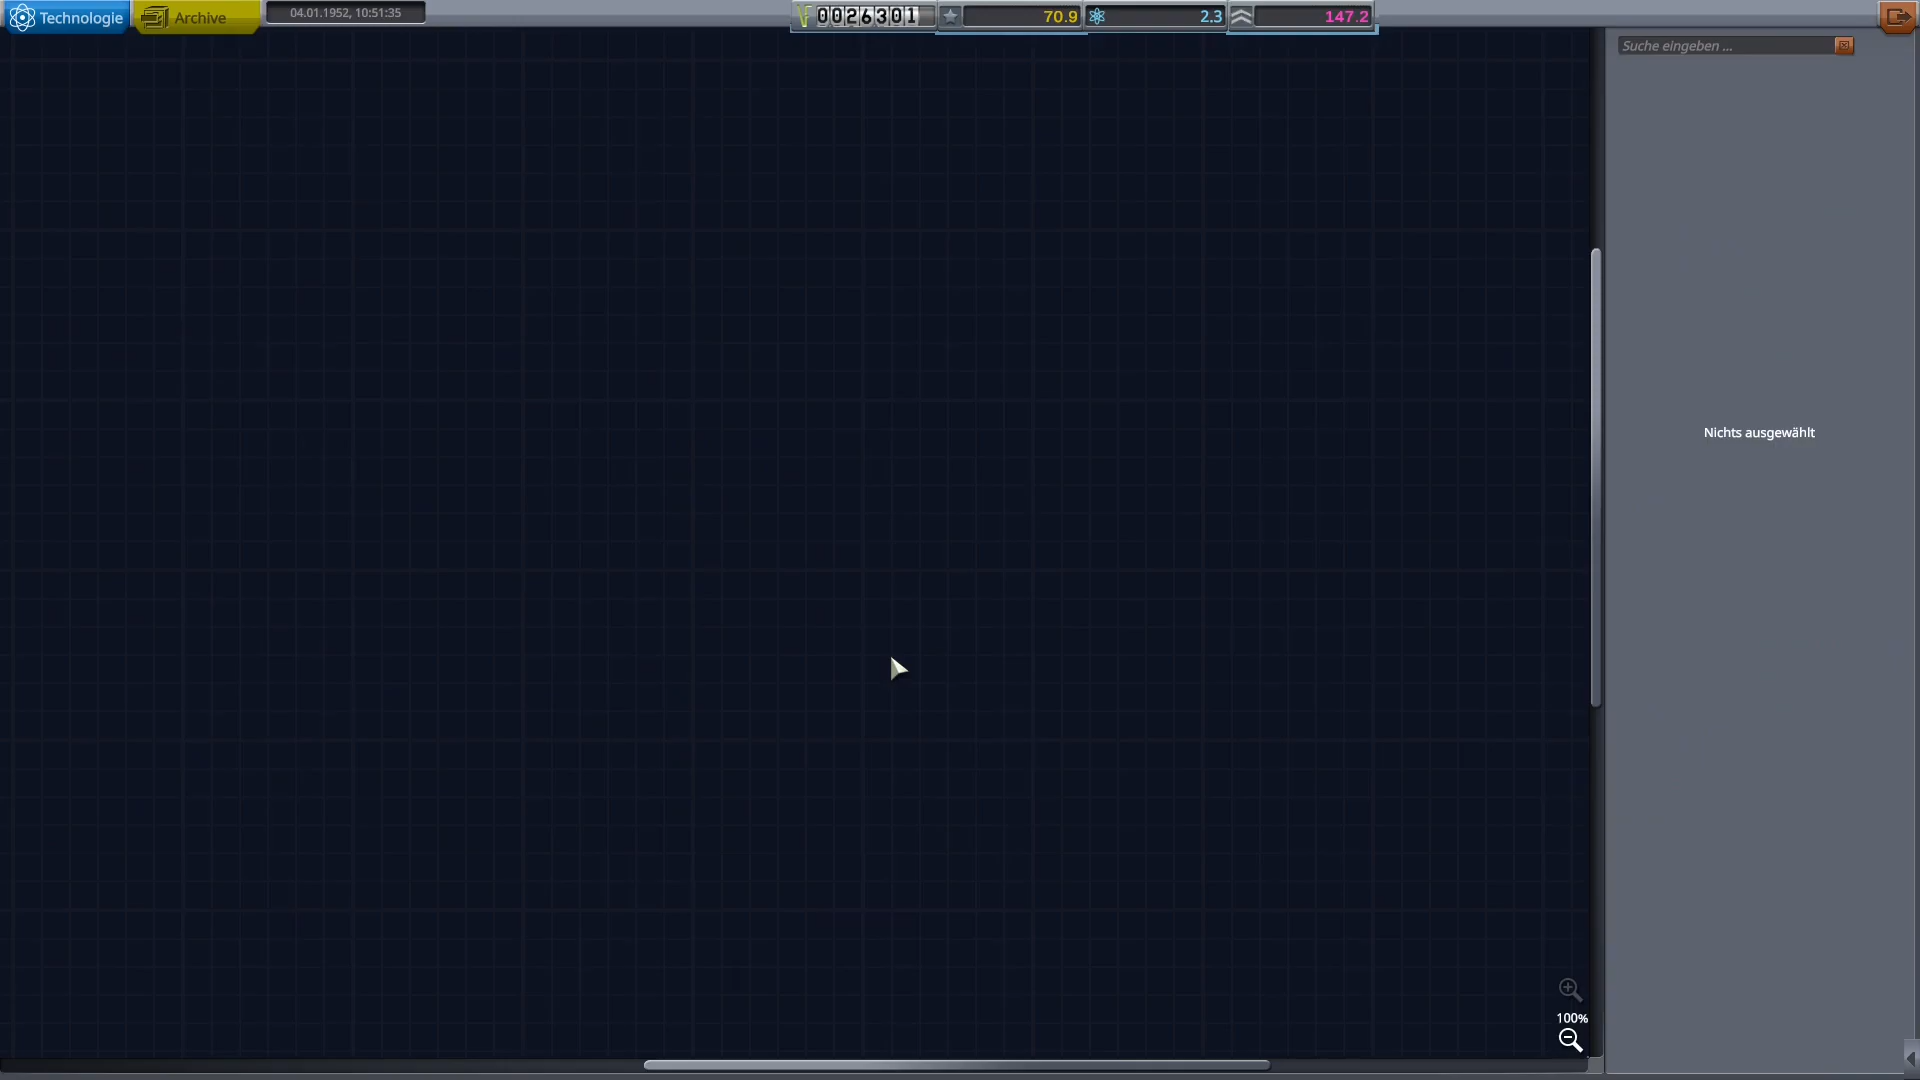 Technologie
Archive
04.01.1952, 10:51:35
0026301
70.9
2.3
147.2
Suche eingeben ...
Nichts ausgewählt
100%